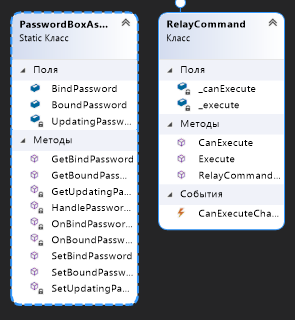 PasswordBoxAs...
Static Класс
Поля
BindPassword
BoundPassword
UpdatingPassw...
Методы
GetBindPassword
GetBoundPassw...
GetUpdatingPa...
HandlePasswor...
OnBindPasswor...
OnBoundPassw...
SetBindPassword
SetBoundPassw...
SetUpdatingPa...
RelayCommand
Класс
Поля
_canExecute
_execute
Методы
CanExecute
Execute
RelayCommand...
События
CanExecuteCha...